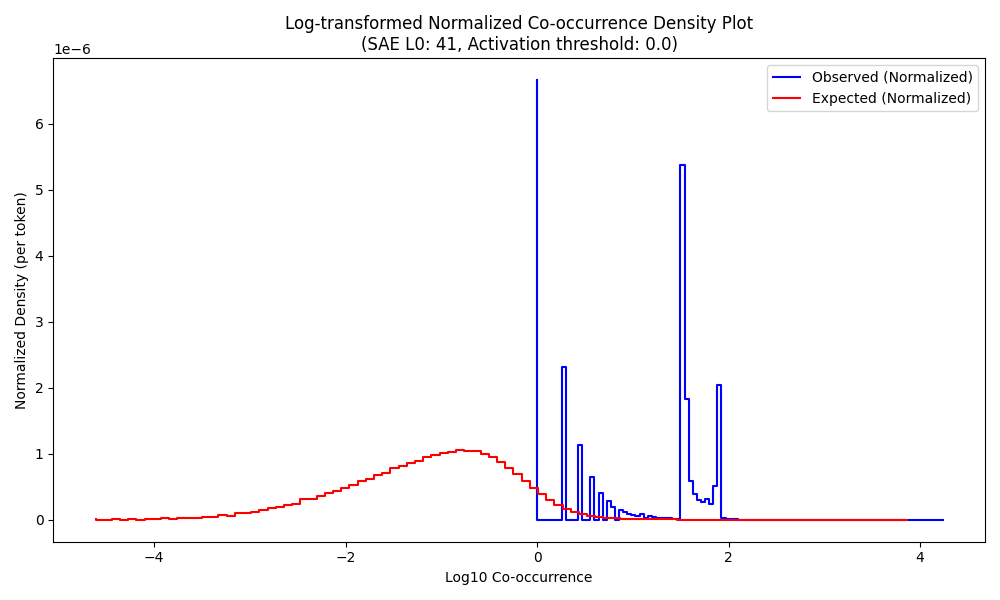 Log-transformed Normalized Co-occurrence Density Plot
(SAE L0: 41, Activation threshold: 0.0)
1e−6
Observed (Normalized)
Expected (Normalized)
Normalized Density (per token)
6
5
4
3
2
1
0
−4
−2
0
2
4
Log10 Co-occurrence